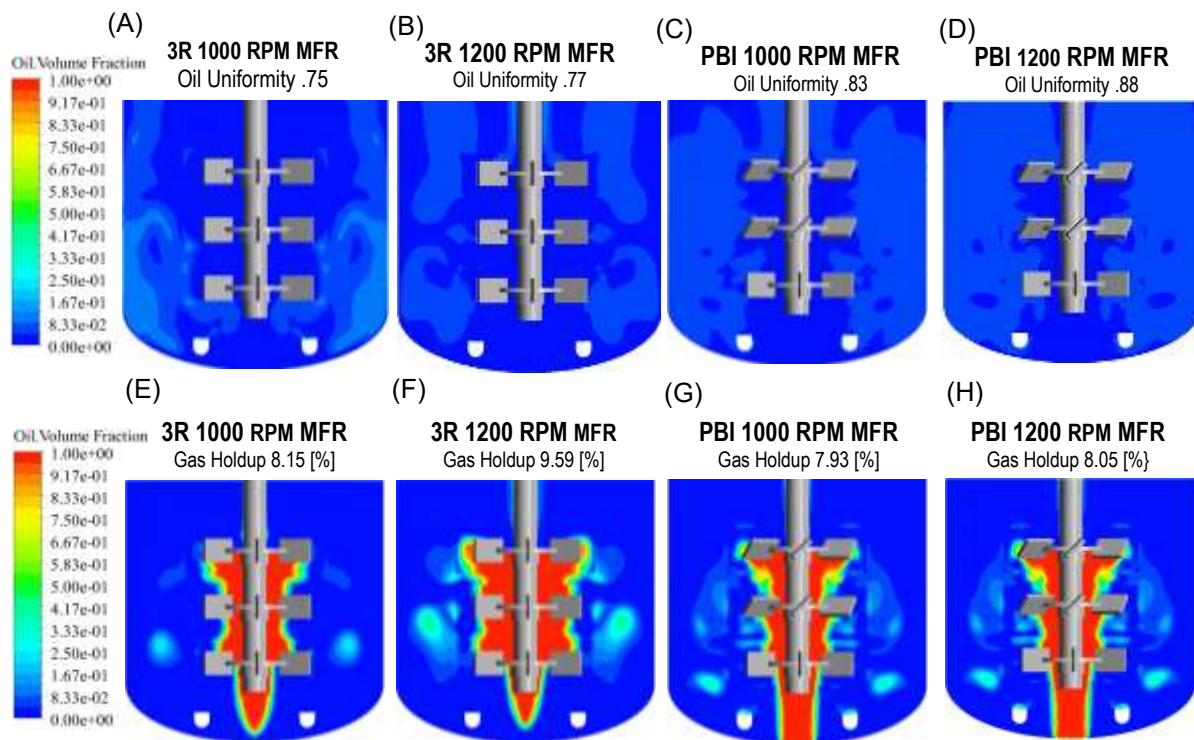 (A)
3R 1000 RPM MFR
Oil Uniformity .75
(B)
3R 1200 RPM MFR
Oil Uniformity .77
(C)
PBI 1000 RPM MFR
Oil Uniformity .83
(D)
PBI 1200 RPM MFR
Oil Uniformity .88
Oil.Volume Fraction
1.00e+00
9.17e-01
8.33e-01
7.50e-01
6.67e-01
5.83e-01
5.00e-01
4.17e-01
3.33e-01
2.50e-01
1.67e-01
8.33e-02
0.00e+00
(E)
3R 1000 RPM MFR
Gas Holdup 8.15 [%]
(F)
3R 1200 RPM MFR
Gas Holdup 9.59 [%]
(G)
PBI 1000 RPM MFR
Gas Holdup 7.93 [%]
(H)
PBI 1200 RPM MFR
Gas Holdup 8.05 [%}
Oil.Volume Fraction
1.00e+00
9.17e-01
8.33e-01
7.50e-01
6.67e-01
5.83e-01
5.00e-01
4.17e-01
3.33e-01
2.50e-01
1.67e-01
8.33e-02
0.00e+00